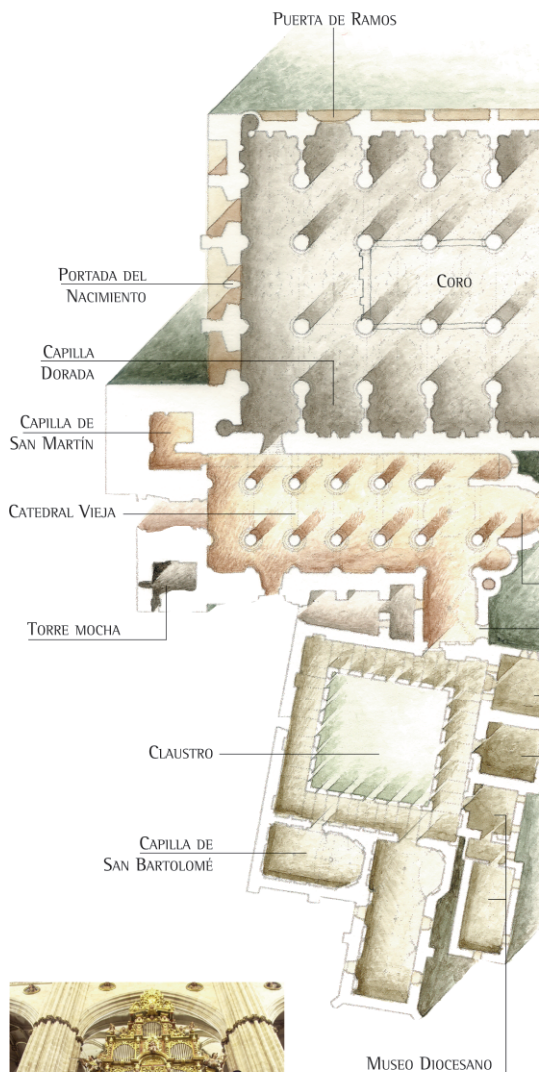 PUERTA DE RAMOS
CORO
PORTADA DEL
NACIMIENTO
CAPILLA
DORADA
CAPILLA DE
SAN MARTÍN
CATEDRAL VIEJA
TORRE MOCHA
CLAUSTRO
CAPILLA DE
SAN BARTOLOMÉ
MUSEO DIOCESANO